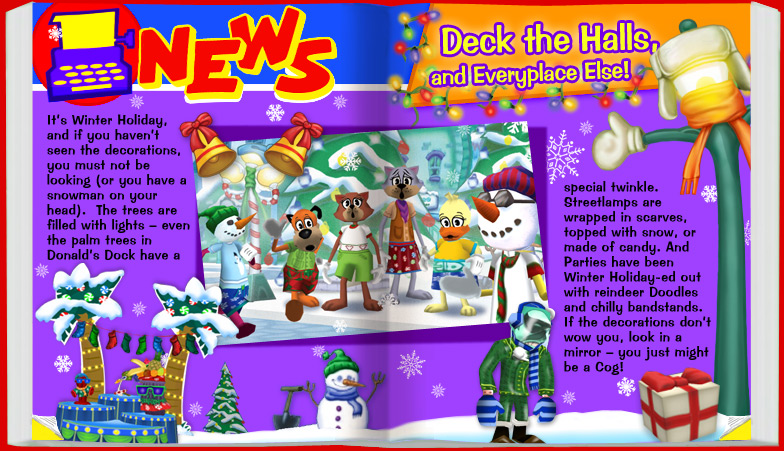 NEWS
Deck the Halls,
and Everyplace Else!
It's Winter Holiday,
and if you haven't
seen the decorations,
you must not be
looking (or you have a
snowman on your
head).  The trees are
filled with lights – even
the palm trees in
Donald's Dock have a
special twinkle.
Streetlamps are
wrapped in scarves,
topped with snow, or
made of candy. And
Parties have been
Winter Holiday-ed out
with reindeer Doodles
and chilly bandstands.
If the decorations don't
wow you, look in a
mirror – you just might
be a Cog!